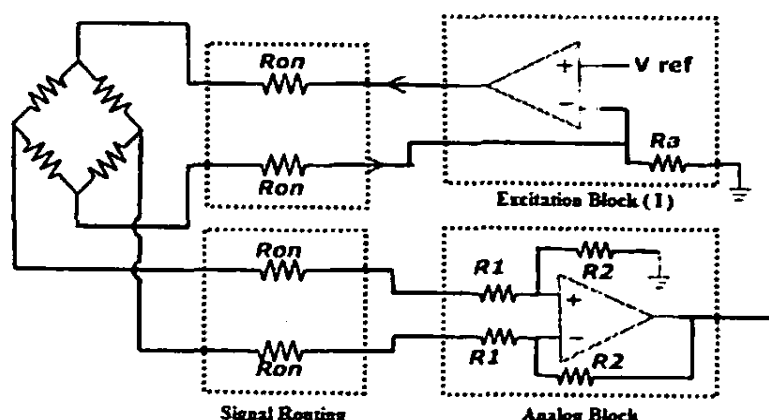 Ron
V ref
Ra
Ron
Excitation Block ( I )
Ron
R1
R2
R1
R2
Ron
Signal Routing
Analog Block